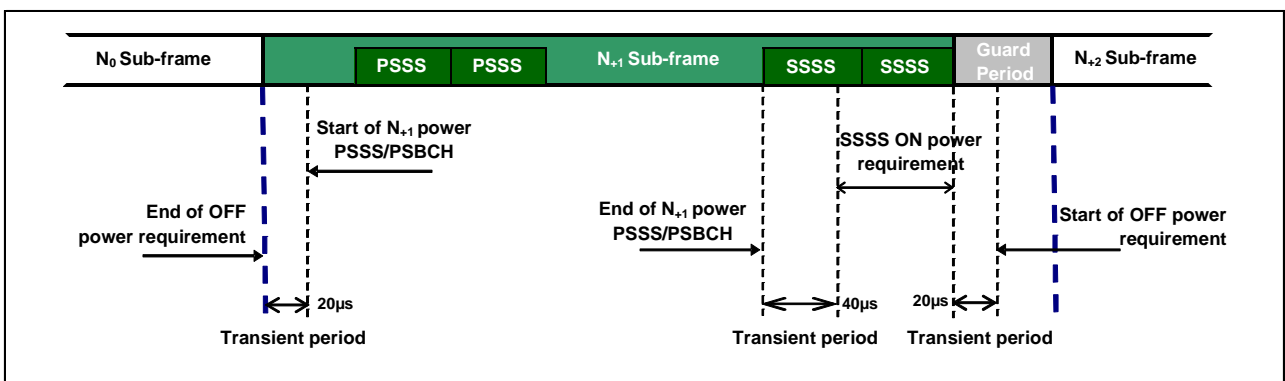 N0 Sub-frame
PSSS
PSSS
N+1 Sub-frame
SSSS
SSSS
Guard
Period
N+2 Sub-frame
Start of N+1 power
PSSS/PSBCH
SSSS ON power
requirement
End of OFF
power requirement
End of N+1 power
PSSS/PSBCH
Start of OFF power
requirement
20µs
40µs
20µs
Transient period
Transient period
Transient period